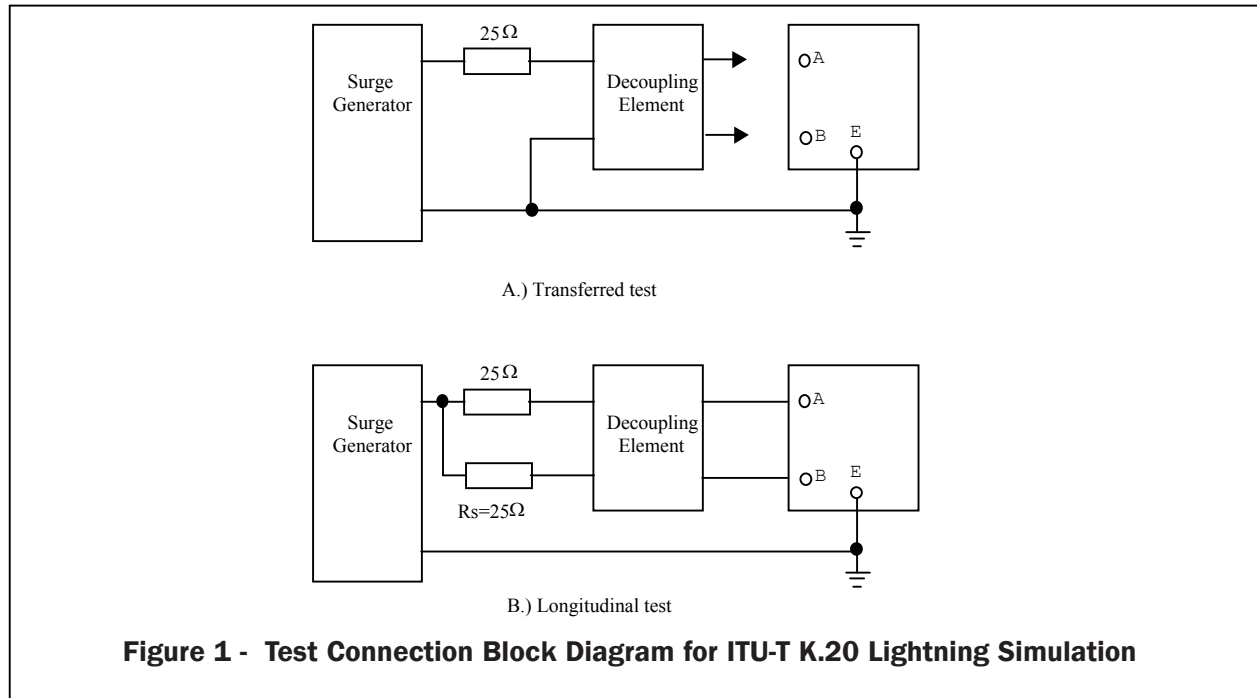 25Ω
Surge
Generator
Decoupling
Element
A
B
E
A.) Transferred test
25Ω
Surge
Generator
Decoupling
Element
A
B
E
Rs=25Ω
B.) Longitudinal test
Figure 1 - Test Connection Block Diagram for ITU-T K.20 Lightning Simulation